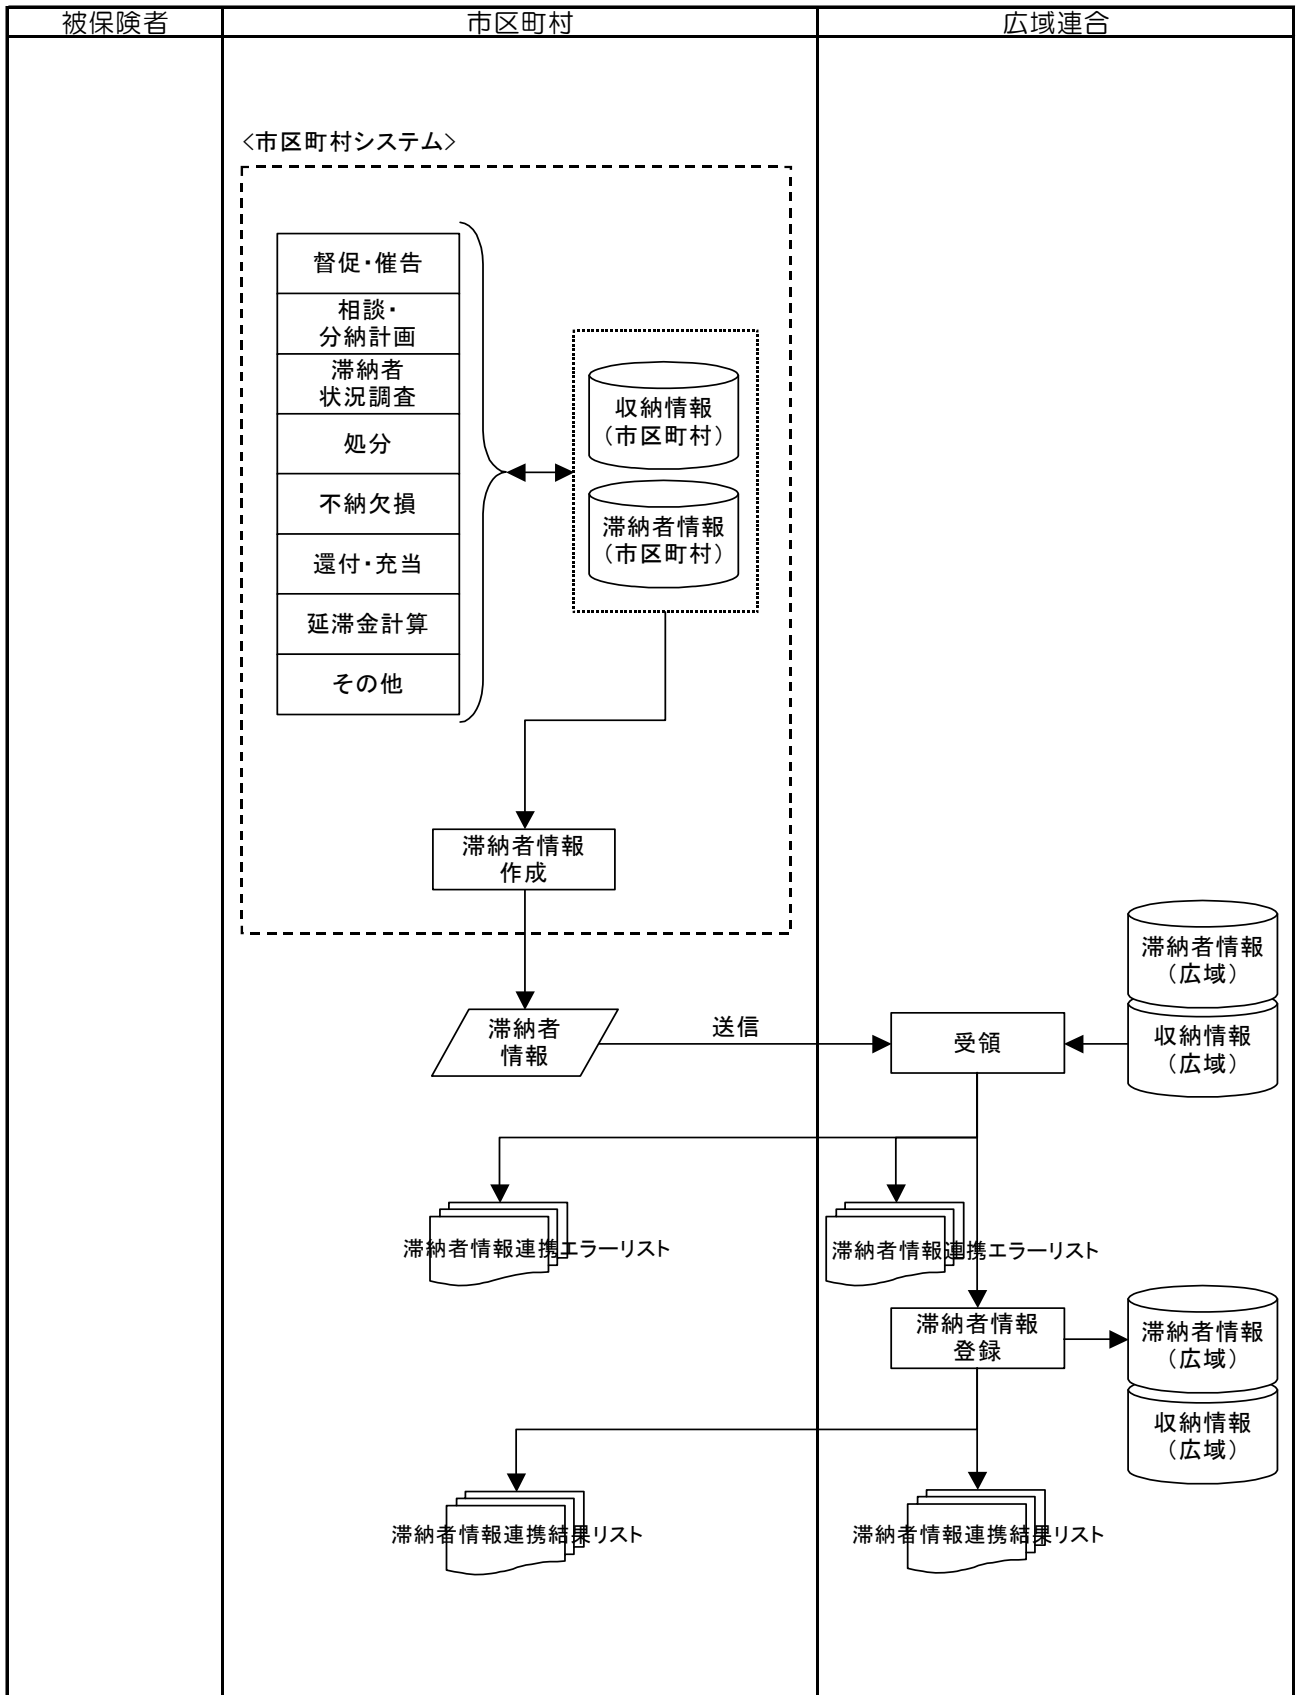 被保険者
市区町村
広域連合
<市区町村システム>
督促・催告
相談・
分納計画
滞納者
状況調査
処分
不納欠損
還付・充当
延滞金計算
その他
収納情報
（市区町村）
滞納者情報
（市区町村）
滞納者情報
作成
滞納者
情報
送信
受領
滞納者情報
（広域）
収納情報
（広域）
滞納者情報連携エラーリスト
滞納者情報連携エラーリスト
滞納者情報
登録
滞納者情報
（広域）
収納情報
（広域）
滞納者情報連携結果リスト
滞納者情報連携結果リスト